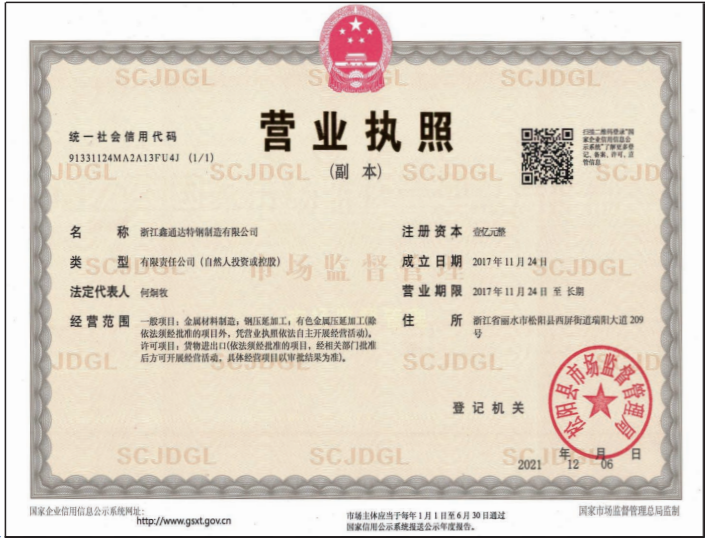 SCJDGL SCJDGL SCJDGL
营业执照
(副 本)
统一社会信用代码
91331124MA2A13FU4J (1/1)
扫描二维码登录“国
家企业信用信息公
示系统”了解更多登
记、备案、许可、监
管信息
JDGL SCJDGL SCJDGL SCJD
名 称 浙江鑫通达特钢制造有限公司
类 型 有限责任公司（自然人投资或控股）
法定代表人 何炯牧
经营范围 一般项目：金属材料制造；钢压延加工；有色金属压延加工(除
依法须经批准的项目外，凭营业执照依法自主开展经营活动)。
许可项目：货物进出口(依法须经批准的项目，经相关部门批准
后方可开展经营活动，具体经营项目以审批结果为准)。
注册资本 壹亿元整
成立日期 2017年11月24日
营业期限 2017年11月24日 至 长期
住 所 浙江省丽水市松阳县西屏街道瑞阳大道209
号
SCJDGL 市场监督管理 SCJDGL
JDGL SCJDGL SCJDGL SCJD
登记机关
松阳县市场监督管理局
2021 年 12 月 06 日
SCJDGL SCJDGL SCJDGL
国家企业信用信息公示系统网址：
http://www.gsxt.gov.cn
市场主体应当于每年1月1日至6月30日通过
国家信用公示系统报送公示年度报告。
国家市场监督管理总局监制